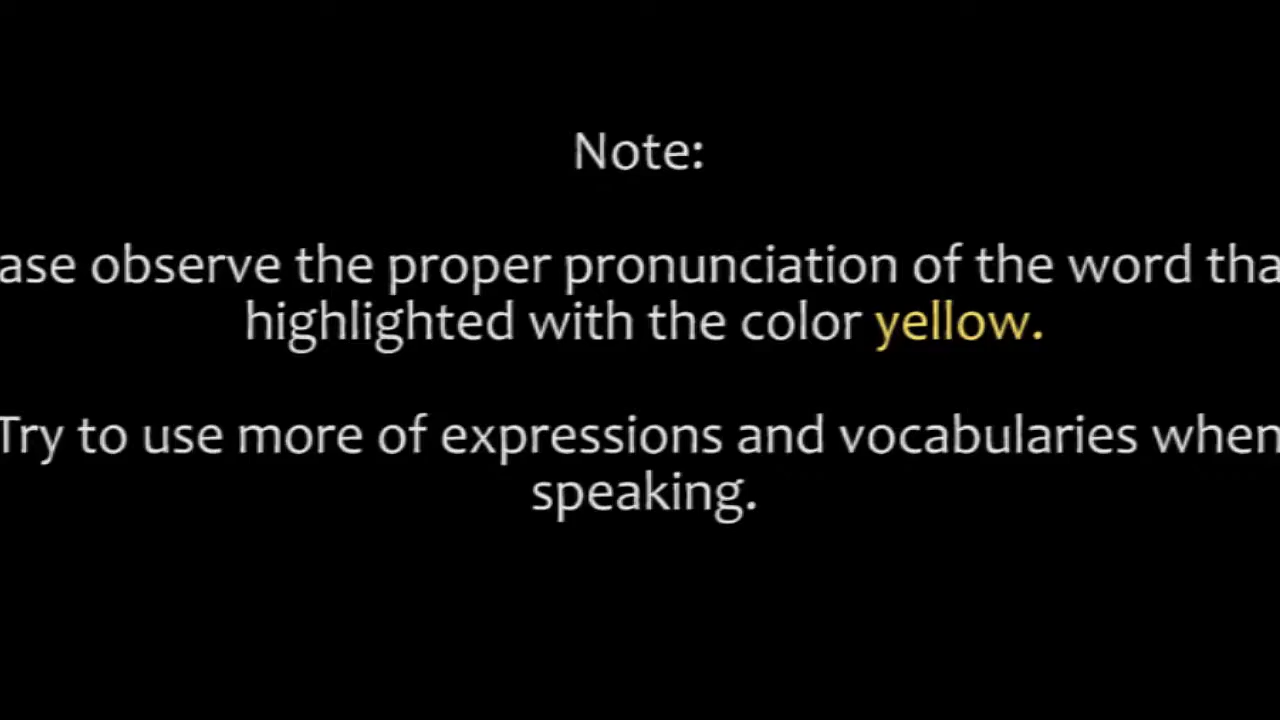 Note:
ase observe the proper pronunciation of the word tha
highlighted with the color yellow.
Try to use more of expressions and vocabularies when
speaking.